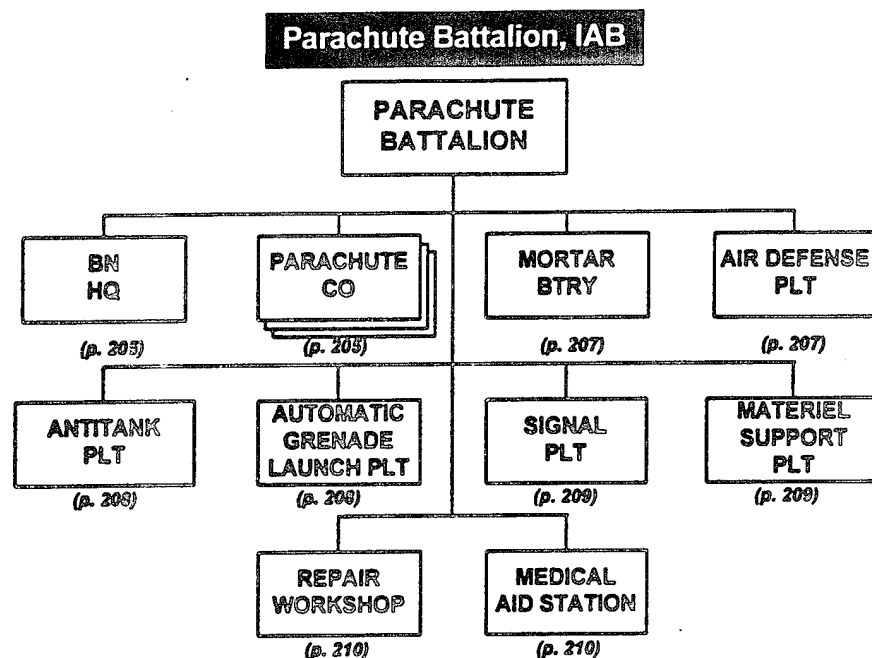 Parachute Battalion, IAB
PARACHUTE
BATTALION
BN
HQ
(p. 205)
PARACHUTE
CO
(p. 205)
MORTAR
BTRY
(p. 207)
AIR DEFENSE
PLT
(p. 207)
ANTITANK
PLT
(p. 208)
AUTOMATIC
GRENADE
LAUNCH PLT
(p. 208)
SIGNAL
PLT
(p. 209)
MATERIEL
SUPPORT
PLT
(p. 209)
REPAIR
WORKSHOP
(p. 210)
MEDICAL
AID STATION
(p. 210)